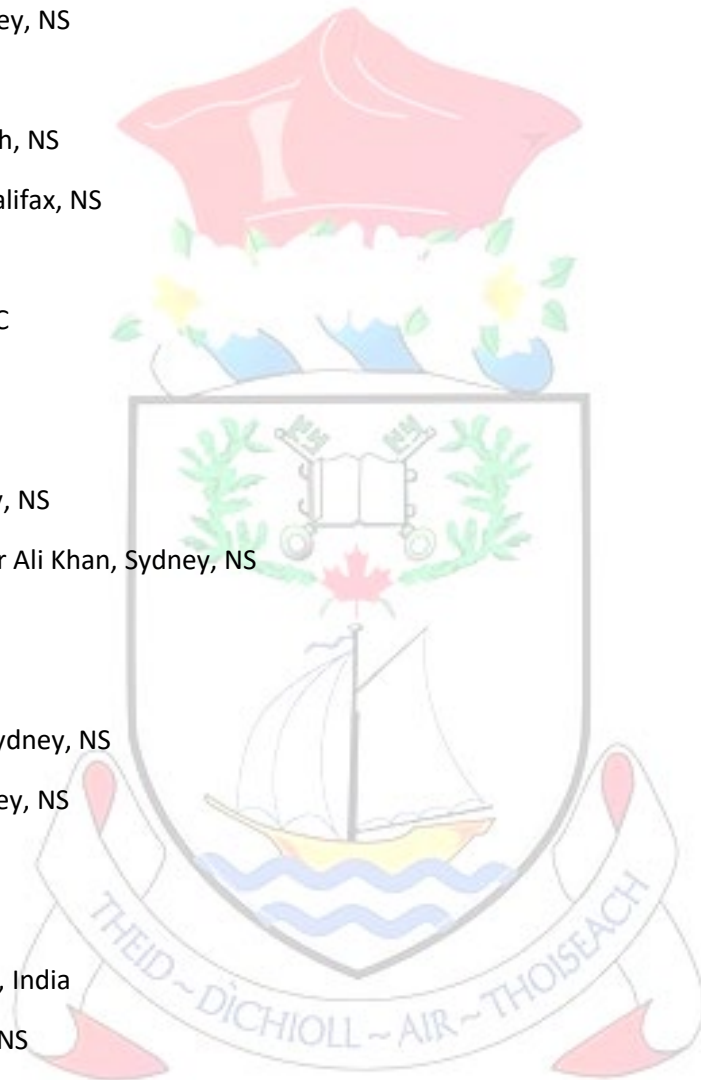 ey, NS
h, NS
alifax, NS
C
y, NS
r Ali Khan, Sydney, NS
ydney, NS
ey, NS
, India
NS
THEID ~ DÌCHIOLL ~ AIR ~ THOISEACH